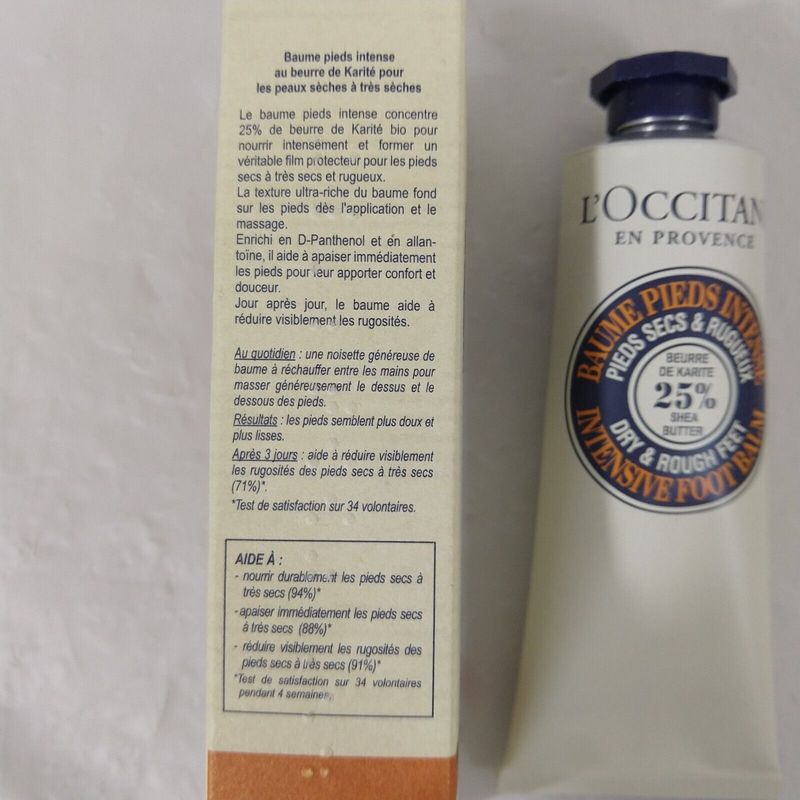 Baume pieds intense
au beurre de Karité pour
les peaux sèches à très sèches
Le baume pieds intense concentre
25% de beurre de Karité bio pour
nourrir intensément et former un
véritable film protecteur pour les pieds
secs à très secs et rugueux.
La texture ultra-riche du baume fond
sur les pieds dès l'application et le
massage.
Enrichi en D-Panthenol et en allan-
toïne, il aide à apaiser immédiatement
les pieds pour leur apporter confort et
douceur.
Jour après jour, le baume aide à
réduire visiblement les rugosités.
Au quotidien : une noisette généreuse de
baume à réchauffer entre les mains pour
masser généreusement le dessus et le
dessous des pieds.
Résultats : les pieds semblent plus doux et
plus lisses.
Après 3 jours : aide à réduire visiblement
les rugosités des pieds secs à très secs
(71%)*.
*Test de satisfaction sur 34 volontaires.
AIDE À :
- nourrir durablement les pieds secs à
très secs (94%)*
- apaiser immédiatement les pieds secs
à très secs (88%)*
- réduire visiblement les rugosités des
pieds secs à très secs (91%)*
*Test de satisfaction sur 34 volontaires
pendant 4 semaines.
L'OCCITAN
EN PROVENCE
BAUME PIEDS INTENSE
PIEDS SECS & RUGUEUX
BEURRE
DE KARITE
25%
SHEA
BUTTER
DRY & ROUGH FEET
INTENSIVE FOOT BALM